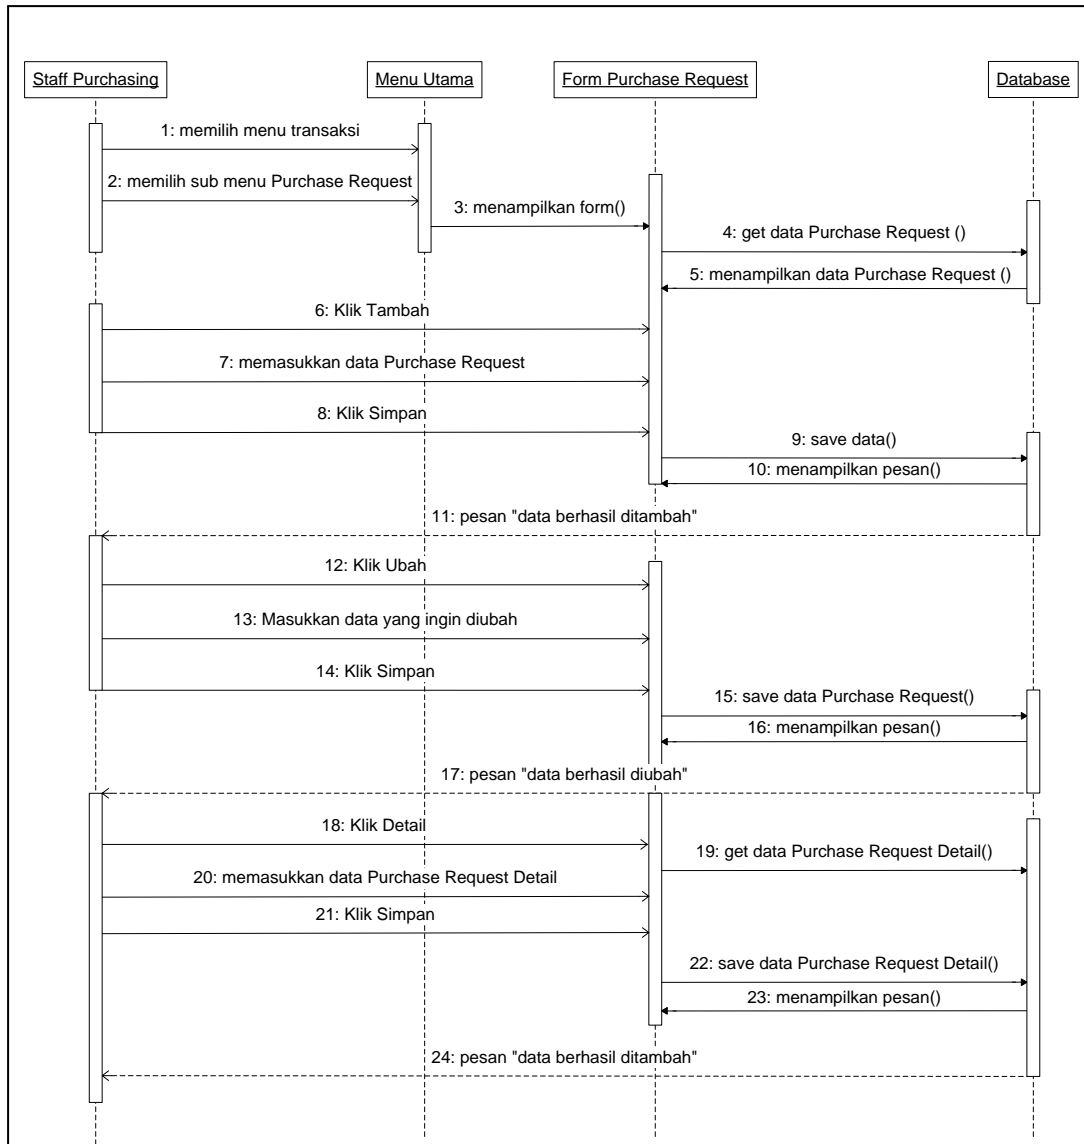 Staff Purchasing
Menu Utama
Form Purchase Request
Database
1: memilih menu transaksi
2: memilih sub menu Purchase Request
3: menampilkan form()
4: get data Purchase Request ()
5: menampilkan data Purchase Request ()
6: Klik Tambah
7: memasukkan data Purchase Request
8: Klik Simpan
9: save data()
10: menampilkan pesan()
11: pesan "data berhasil ditambah"
12: Klik Ubah
13: Masukkan data yang ingin diubah
14: Klik Simpan
15: save data Purchase Request()
16: menampilkan pesan()
17: pesan "data berhasil diubah"
18: Klik Detail
19: get data Purchase Request Detail()
20: memasukkan data Purchase Request Detail
21: Klik Simpan
22: save data Purchase Request Detail()
23: menampilkan pesan()
24: pesan "data berhasil ditambah"